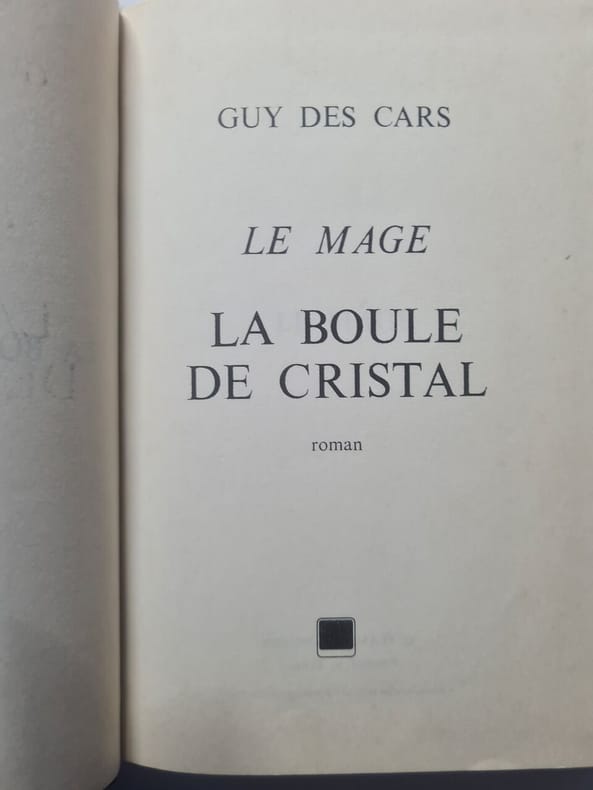 GUY DES CARS
LE MAGE
LA BOULE
DE CRISTAL
roman